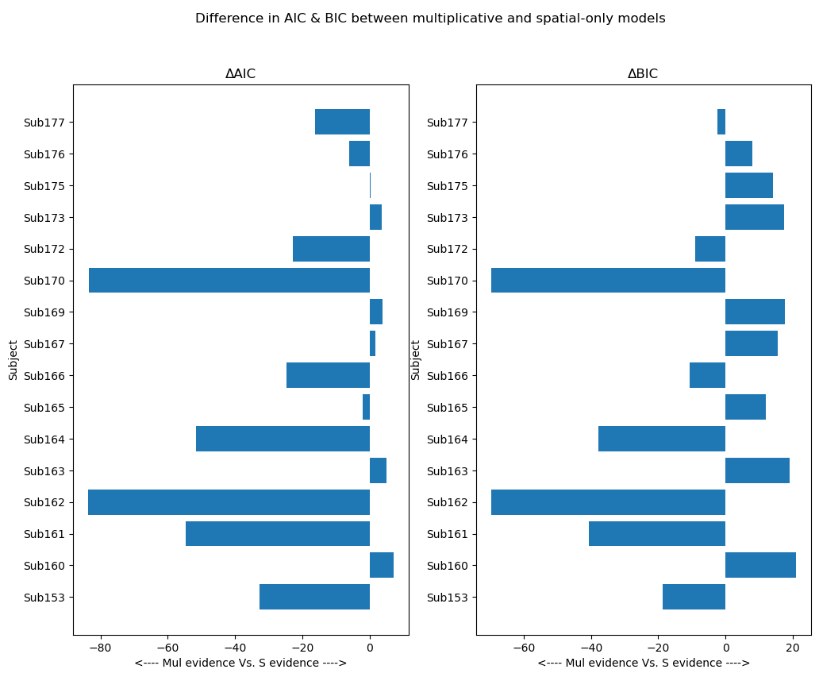 Difference in AIC & BIC between multiplicative and spatial-only models
ΔAIC
Subject
Sub177
Sub176
Sub175
Sub173
Sub172
Sub170
Sub169
Sub167
Sub166
Sub165
Sub164
Sub163
Sub162
Sub161
Sub160
Sub153
−80 −60 −40 −20 0
<---- Mul evidence Vs. S evidence ---->
ΔBIC
Subject
Sub177
Sub176
Sub175
Sub173
Sub172
Sub170
Sub169
Sub167
Sub166
Sub165
Sub164
Sub163
Sub162
Sub161
Sub160
Sub153
−60 −40 −20 0 20
<---- Mul evidence Vs. S evidence ---->